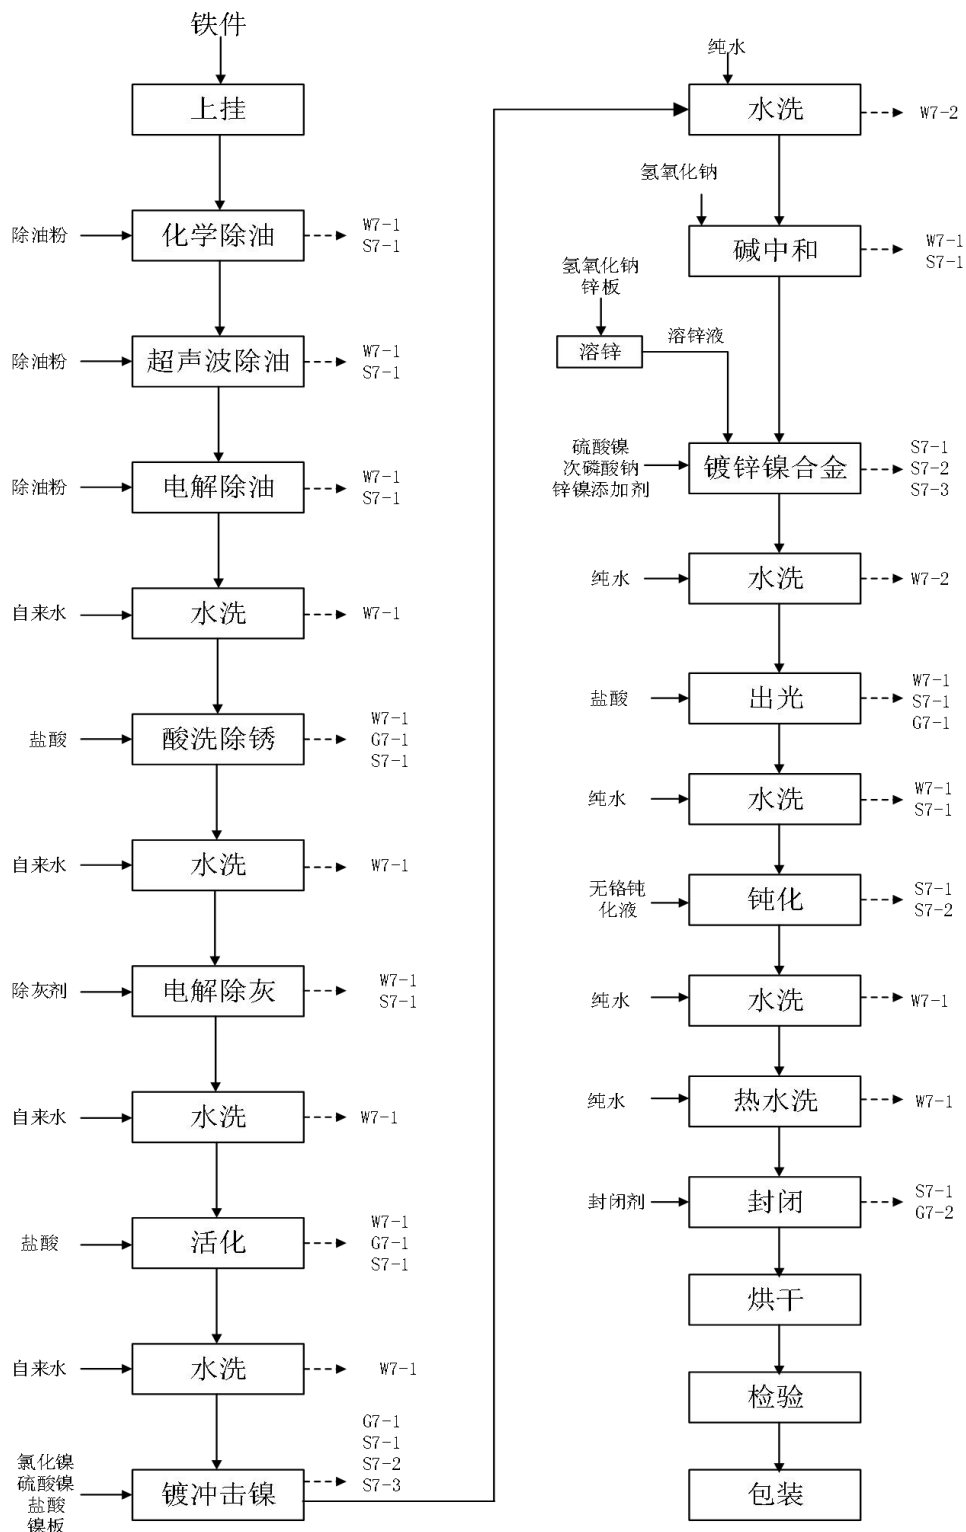 铁件
上挂
除油粉
化学除油
W7-1
S7-1
除油粉
超声波除油
W7-1
S7-1
除油粉
电解除油
W7-1
S7-1
自来水
水洗
W7-1
盐酸
酸洗除锈
W7-1
G7-1
S7-1
自来水
水洗
W7-1
除灰剂
电解除灰
W7-1
S7-1
自来水
水洗
W7-1
盐酸
活化
W7-1
G7-1
S7-1
自来水
水洗
W7-1
氯化镍
硫酸镍
盐酸
镍板
镀冲击镍
G7-1
S7-1
S7-2
S7-3
纯水
水洗
W7-2
氢氧化钠
碱中和
W7-1
S7-1
氢氧化钠
锌板
溶锌
溶锌液
硫酸镍
次磷酸钠
锌镍添加剂
镀锌镍合金
S7-1
S7-2
S7-3
纯水
水洗
W7-2
盐酸
出光
W7-1
S7-1
G7-1
纯水
水洗
W7-1
S7-1
无铬钝
化液
钝化
S7-1
S7-2
纯水
水洗
W7-1
纯水
热水洗
W7-1
封闭剂
封闭
S7-1
G7-2
烘干
检验
包装